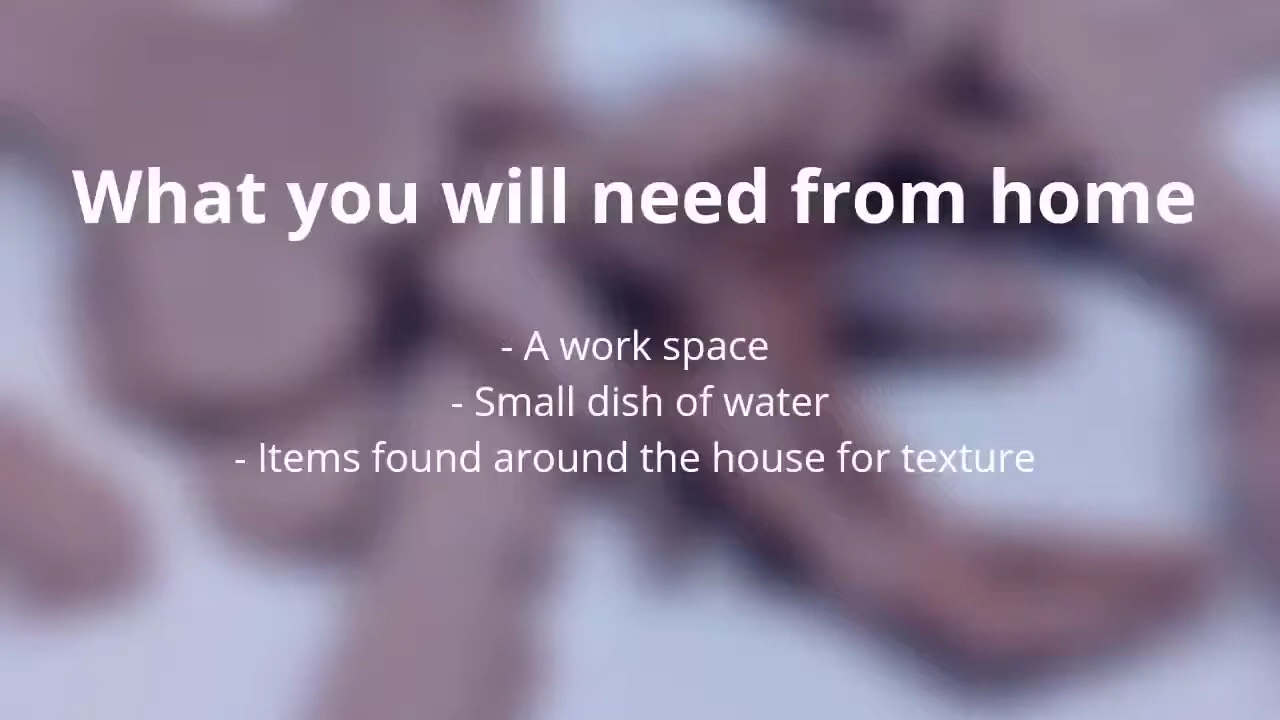 What you will need from home
- A work space
- Small dish of water
- Items found around the house for texture